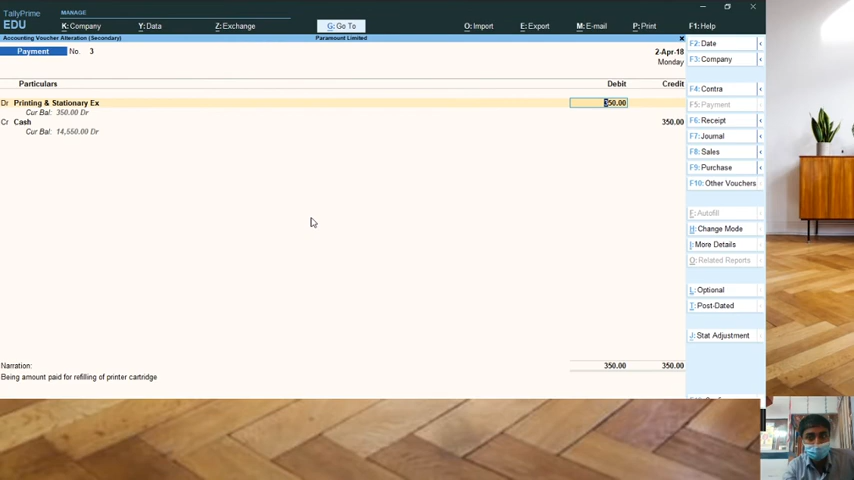 TallyPrime
EDU
MANAGE
K: Company
Y: Data
Z: Exchange
G: Go To
O: Import
E: Export
M: E-mail
P: Print
F1: Help
Accounting Voucher Alteration (Secondary)
Paramount Limited
Payment No. 3
2-Apr-18
Monday
Particulars Debit Credit
Dr Printing & Stationary Ex 350.00
Cur Bal: 350.00 Dr
Cr Cash 350.00
Cur Bal: 14,550.00 Dr
Narration: 350.00 350.00
Being amount paid for refilling of printer cartridge
F2: Date
F3: Company
F4: Contra
F5: Payment
F6: Receipt
F7: Journal
F8: Sales
F9: Purchase
F10: Other Vouchers
F: Autofill
H: Change Mode
I: More Details
O: Related Reports
L: Optional
T: Post-Dated
J: Stat Adjustment